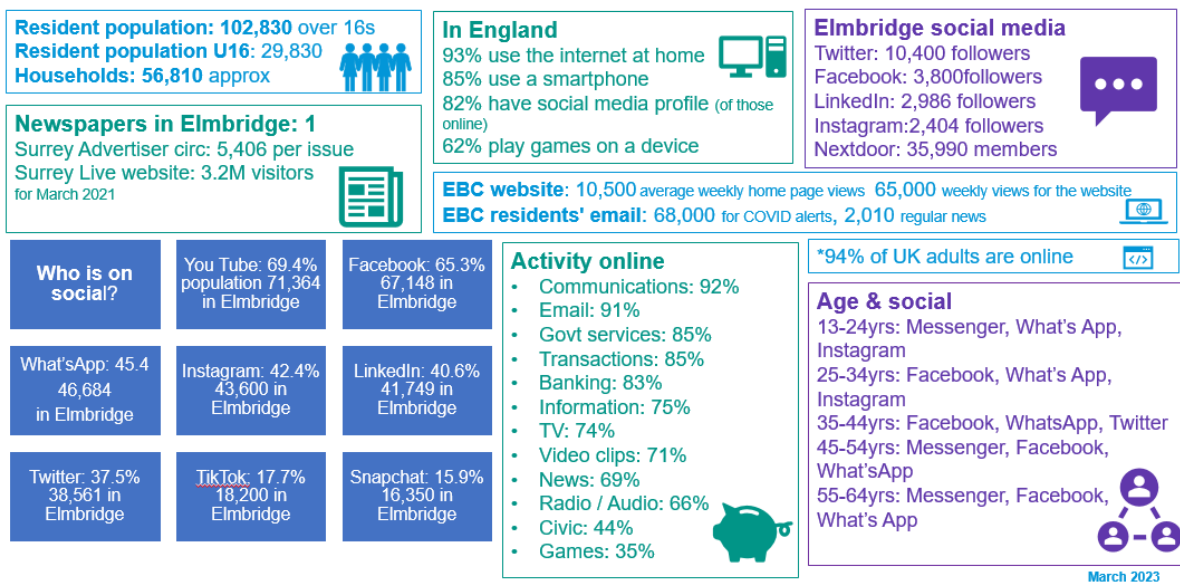 Resident population: 102,830 over 16s
Resident population U16: 29,830
Households: 56,810 approx
Newspapers in Elmbridge: 1
Surrey Advertiser circ: 5,406 per issue
Surrey Live website: 3.2M visitors
for March 2021
In England
93% use the internet at home
85% use a smartphone
82% have social media profile (of those
online)
62% play games on a device
Elmbridge social media
Twitter: 10,400 followers
Facebook: 3,800followers
LinkedIn: 2,986 followers
Instagram:2,404 followers
Nextdoor: 35,990 members
EBC website: 10,500 average weekly home page views 65,000 weekly views for the website
EBC residents' email: 68,000 for COVID alerts, 2,010 regular news
Who is on
social?
You Tube: 69.4%
population 71,364
in Elmbridge
Facebook: 65.3%
67,148 in
Elmbridge
What'sApp: 45.4
46,684
in Elmbridge
Instagram: 42.4%
43,600 in
Elmbridge
LinkedIn: 40.6%
41,749 in
Elmbridge
Twitter: 37.5%
38,561 in
Elmbridge
TikTok: 17.7%
18,200 in
Elmbridge
Snapchat: 15.9%
16,350 in
Elmbridge
Activity online
• Communications: 92%
• Email: 91%
• Govt services: 85%
• Transactions: 85%
• Banking: 83%
• Information: 75%
• TV: 74%
• Video clips: 71%
• News: 69%
• Radio / Audio: 66%
• Civic: 44%
• Games: 35%
*94% of UK adults are online
</>
Age & social
13-24yrs: Messenger, What's App,
Instagram
25-34yrs: Facebook, What's App,
Instagram
35-44yrs: Facebook, WhatsApp, Twitter
45-54yrs: Messenger, Facebook,
What'sApp
55-64yrs: Messenger, Facebook,
What's App
March 2023